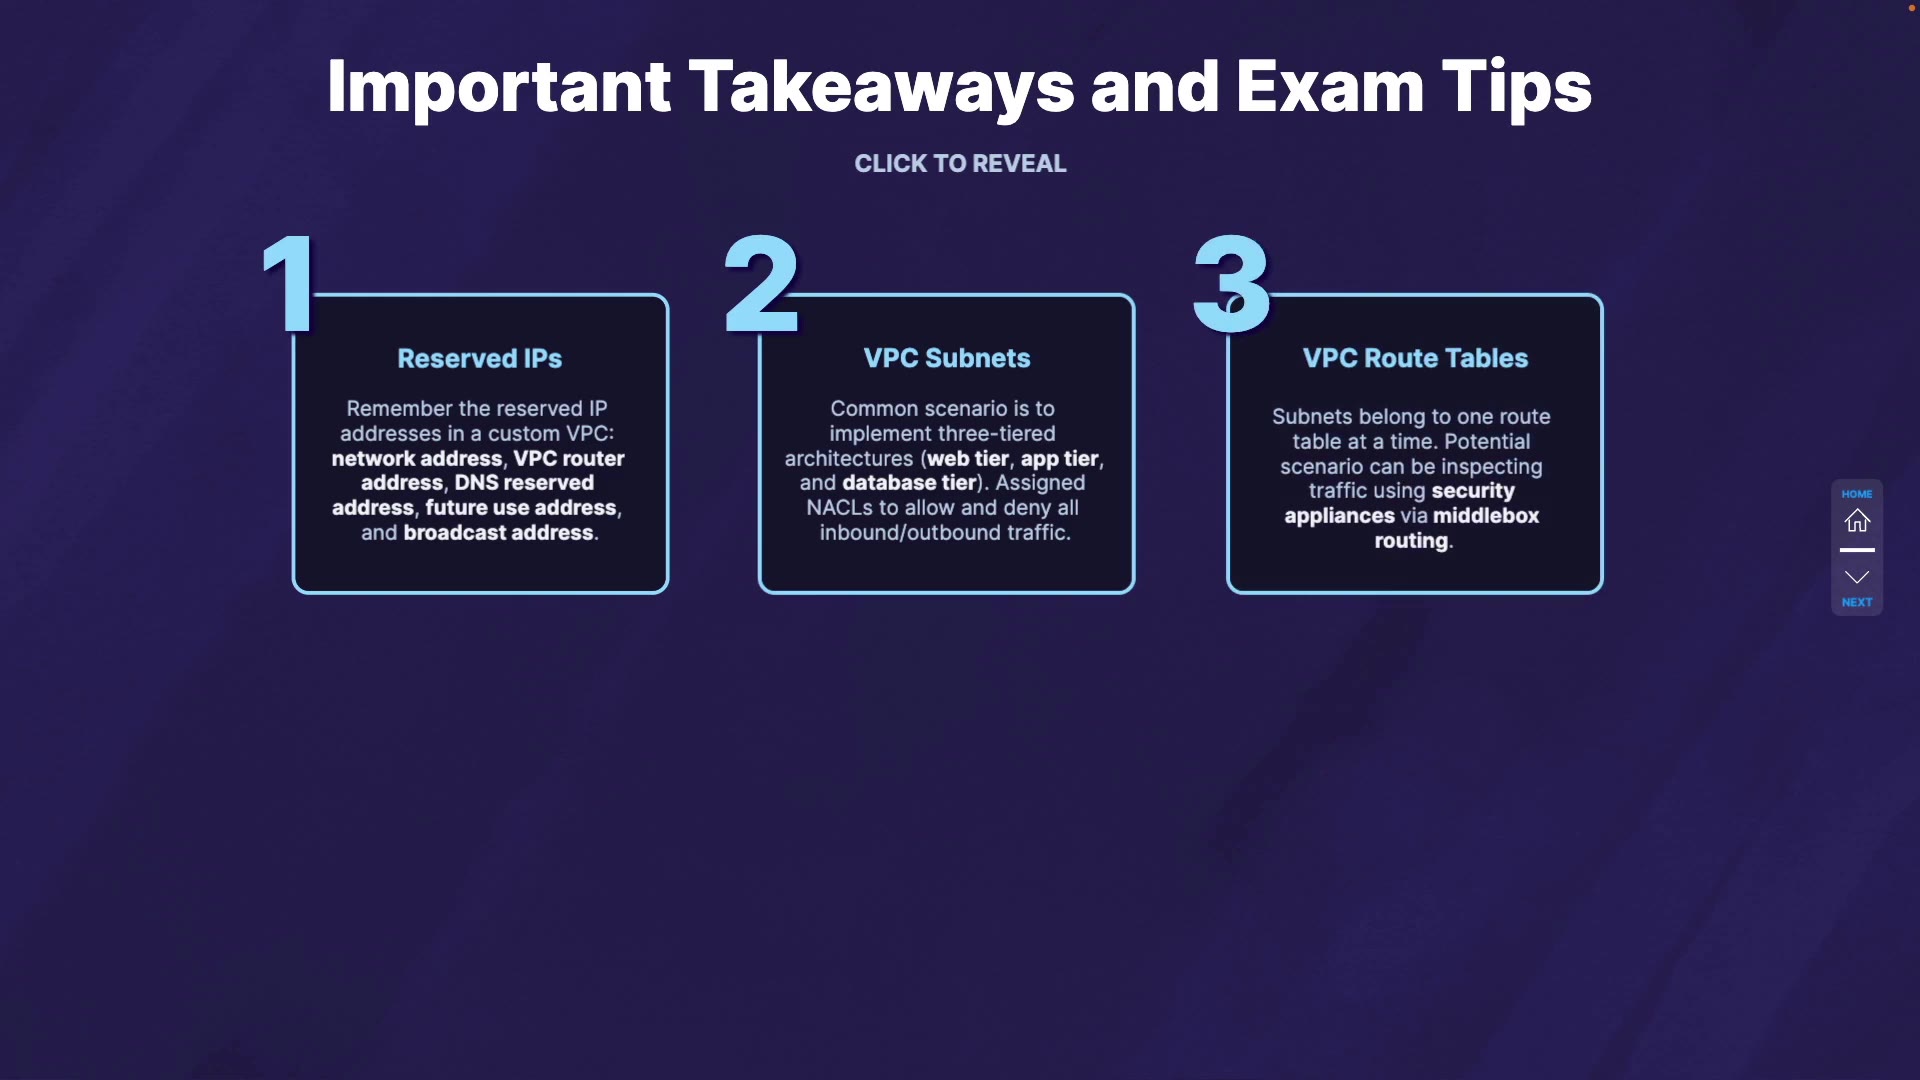 Important Takeaways and Exam Tips
CLICK TO REVEAL
1
Reserved IPs
Remember the reserved IP
addresses in a custom VPC:
network address, VPC router
address, DNS reserved
address, future use address,
and broadcast address.
2
VPC Subnets
Common scenario is to
implement three-tiered
architectures (web tier, app tier,
and database tier). Assigned
NACLs to allow and deny all
inbound/outbound traffic.
3
VPC Route Tables
Subnets belong to one route
table at a time. Potential
scenario can be inspecting
traffic using security
appliances via middlebox
routing.
HOME
NEXT